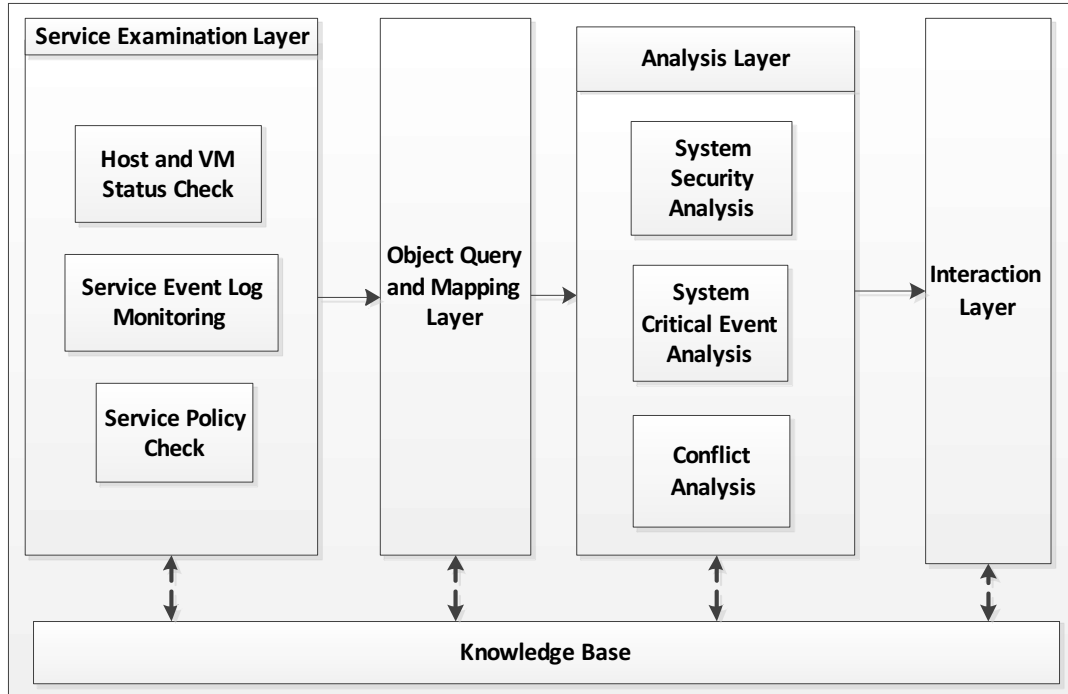 Service Examination Layer
Host and VM
Status Check
Service Event Log
Monitoring
Service Policy
Check
Object Query
and Mapping
Layer
Analysis Layer
System
Security
Analysis
System
Critical Event
Analysis
Conflict
Analysis
Interaction
Layer
Knowledge Base